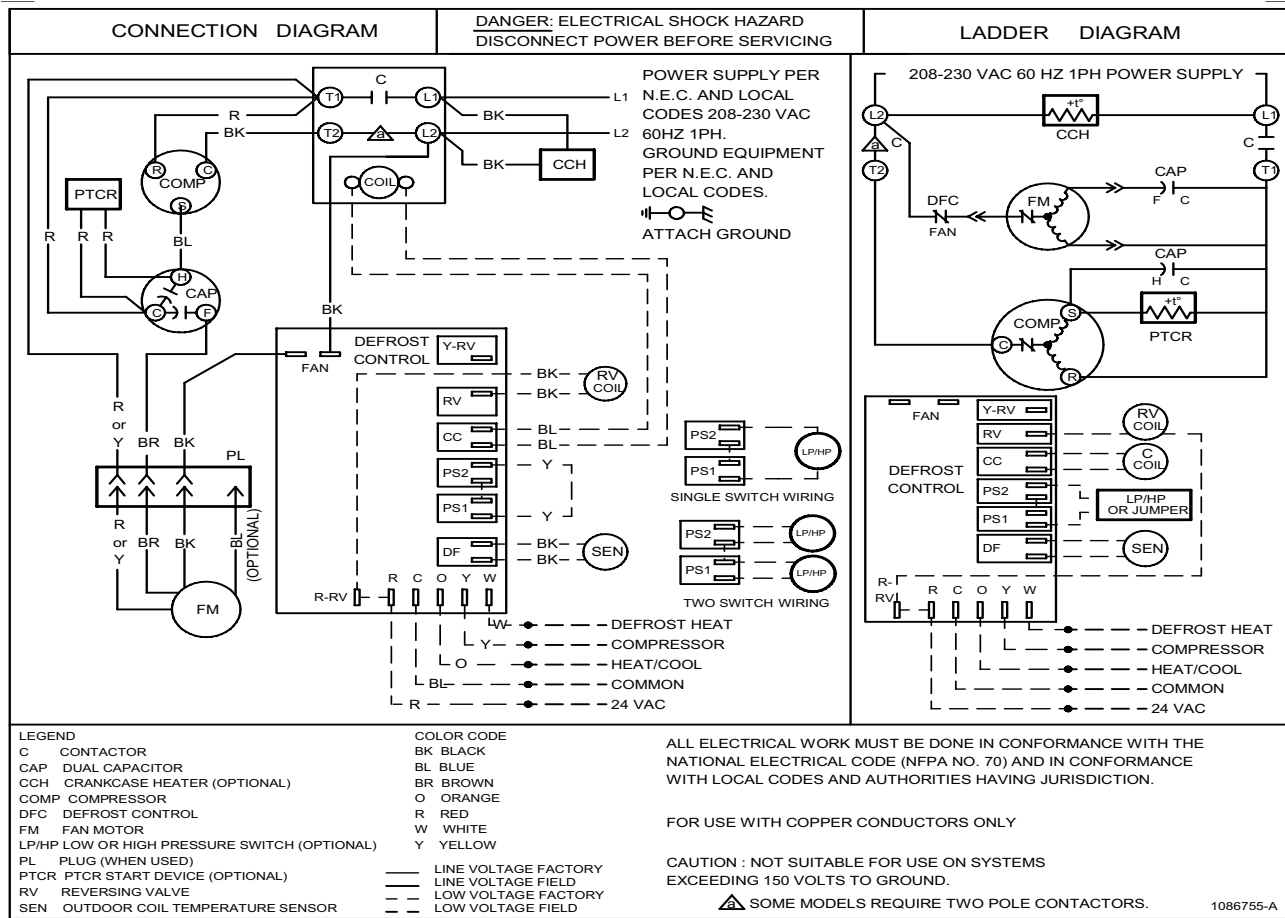 CONNECTION DIAGRAM
DANGER: ELECTRICAL SHOCK HAZARD
DISCONNECT POWER BEFORE SERVICING
LADDER DIAGRAM
C
T1
L1
L1
BK
T2
a
L2
L2
BK
CCH
COIL
R
BK
R
C
COMP
S
PTCR
R
R
R
BL
H
CAP
C
F
BK
POWER SUPPLY PER
N.E.C. AND LOCAL
CODES 208-230 VAC
60HZ 1PH.
GROUND EQUIPMENT
PER N.E.C. AND
LOCAL CODES.
ATTACH GROUND
DEFROST
CONTROL
FAN
Y-RV
RV
BK
BK
RV
COIL
CC
BL
BL
PS2
Y
PS1
Y
DF
BK
BK
SEN
R
or
Y
BR
BK
PL
R
or
Y
BR
BK
BL
(OPTIONAL)
FM
R-RV
R C O Y W
W
DEFROST HEAT
Y
COMPRESSOR
O
HEAT/COOL
BL
COMMON
R
24 VAC
PS2
PS1
LP/HP
SINGLE SWITCH WIRING
PS2
LP/HP
PS1
LP/HP
TWO SWITCH WIRING
208-230 VAC 60 HZ 1PH POWER SUPPLY
L2
+t°
CCH
L1
a
C
C
T2
T1
DFC
FAN
FM
CAP
F C
CAP
H C
+t°
PTCR
COMP
S
C
R
FAN
DEFROST
CONTROL
Y-RV
RV
RV
COIL
CC
C
COIL
PS2
PS1
LP/HP
OR JUMPER
DF
SEN
R-
RV
R C O Y W
DEFROST HEAT
COMPRESSOR
HEAT/COOL
COMMON
24 VAC
LEGEND
C CONTACTOR
CAP DUAL CAPACITOR
CCH CRANKCASE HEATER (OPTIONAL)
COMP COMPRESSOR
DFC DEFROST CONTROL
FM FAN MOTOR
LP/HP LOW OR HIGH PRESSURE SWITCH (OPTIONAL)
PL PLUG (WHEN USED)
PTCR PTCR START DEVICE (OPTIONAL)
RV REVERSING VALVE
SEN OUTDOOR COIL TEMPERATURE SENSOR
COLOR CODE
BK BLACK
BL BLUE
BR BROWN
O ORANGE
R RED
W WHITE
Y YELLOW
LINE VOLTAGE FACTORY
LINE VOLTAGE FIELD
LOW VOLTAGE FACTORY
LOW VOLTAGE FIELD
ALL ELECTRICAL WORK MUST BE DONE IN CONFORMANCE WITH THE
NATIONAL ELECTRICAL CODE (NFPA NO. 70) AND IN CONFORMANCE
WITH LOCAL CODES AND AUTHORITIES HAVING JURISDICTION.
FOR USE WITH COPPER CONDUCTORS ONLY
CAUTION : NOT SUITABLE FOR USE ON SYSTEMS
EXCEEDING 150 VOLTS TO GROUND.
a SOME MODELS REQUIRE TWO POLE CONTACTORS.
1086755-A